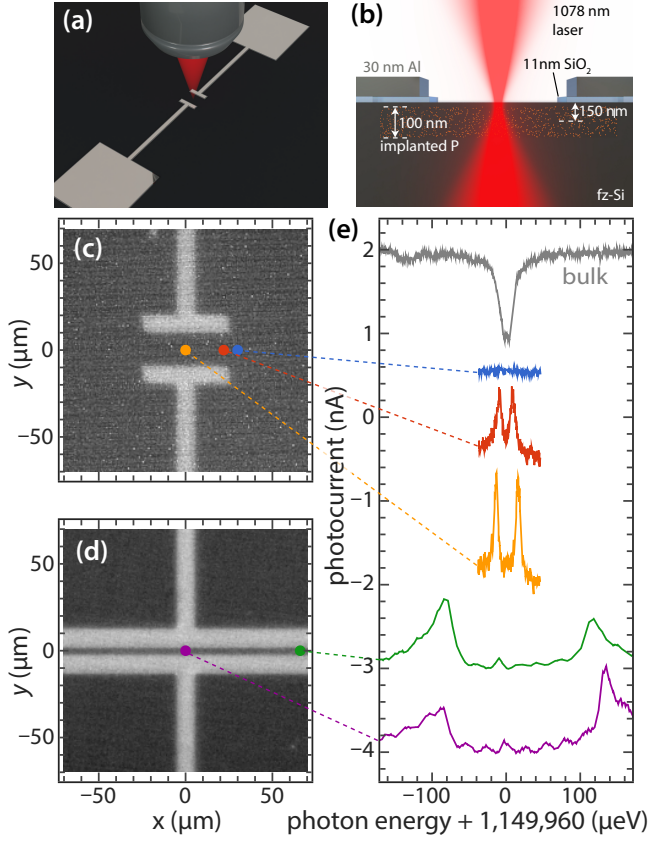 (a)
(b)
1078 nm
laser
30 nm Al
11nm SiO₂
100 nm
150 nm
implanted P
fz-Si
(c)
50
0
−50
y (μm)
(d)
50
0
−50
y (μm)
−50
0
50
x (μm)
(e)
bulk
2
1
0
−1
−2
−3
−4
photocurrent (nA)
−100
0
100
photon energy + 1,149,960 (μeV)